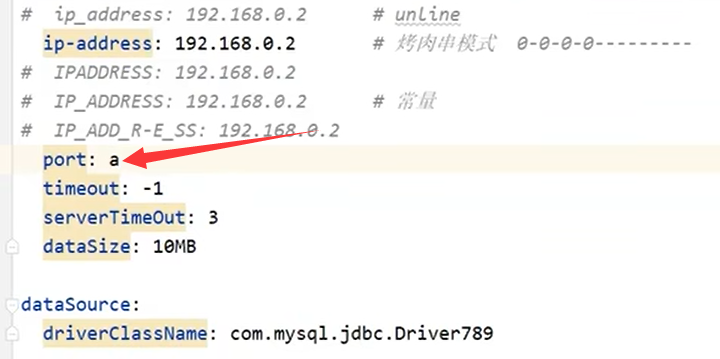 # ip_address: 192.168.0.2 # unline
ip-address: 192.168.0.2 # 烤肉串模式 0-0-0-0---------
# IPADDRESS: 192.168.0.2
# IP_ADDRESS: 192.168.0.2 # 常量
# IP_ADD_R-E_SS: 192.168.0.2
port: a
timeout: -1
serverTimeOut: 3
dataSize: 10MB
dataSource:
driverClassName: com.mysql.jdbc.Driver789